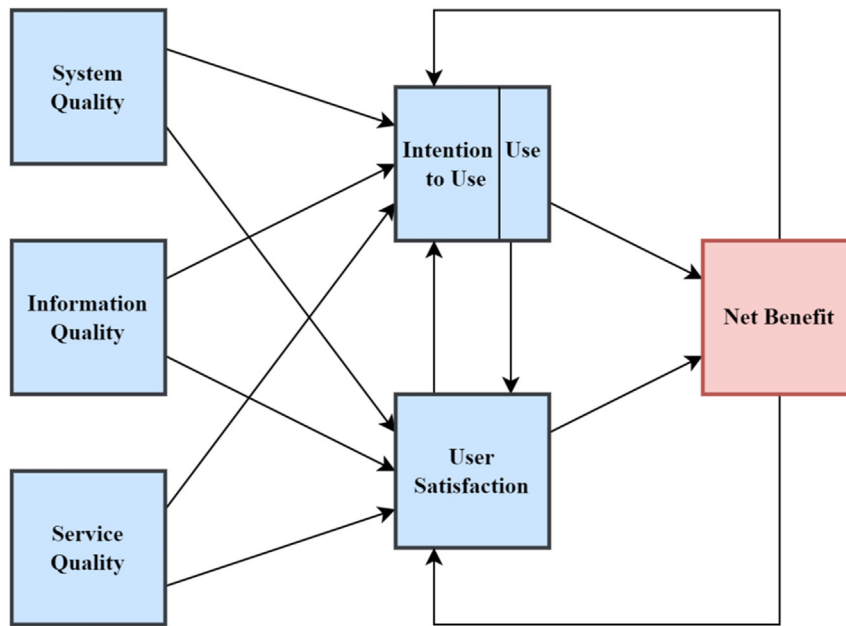 System
Quality
Intention
to Use
Use
Information
Quality
Net Benefit
User
Satisfaction
Service
Quality